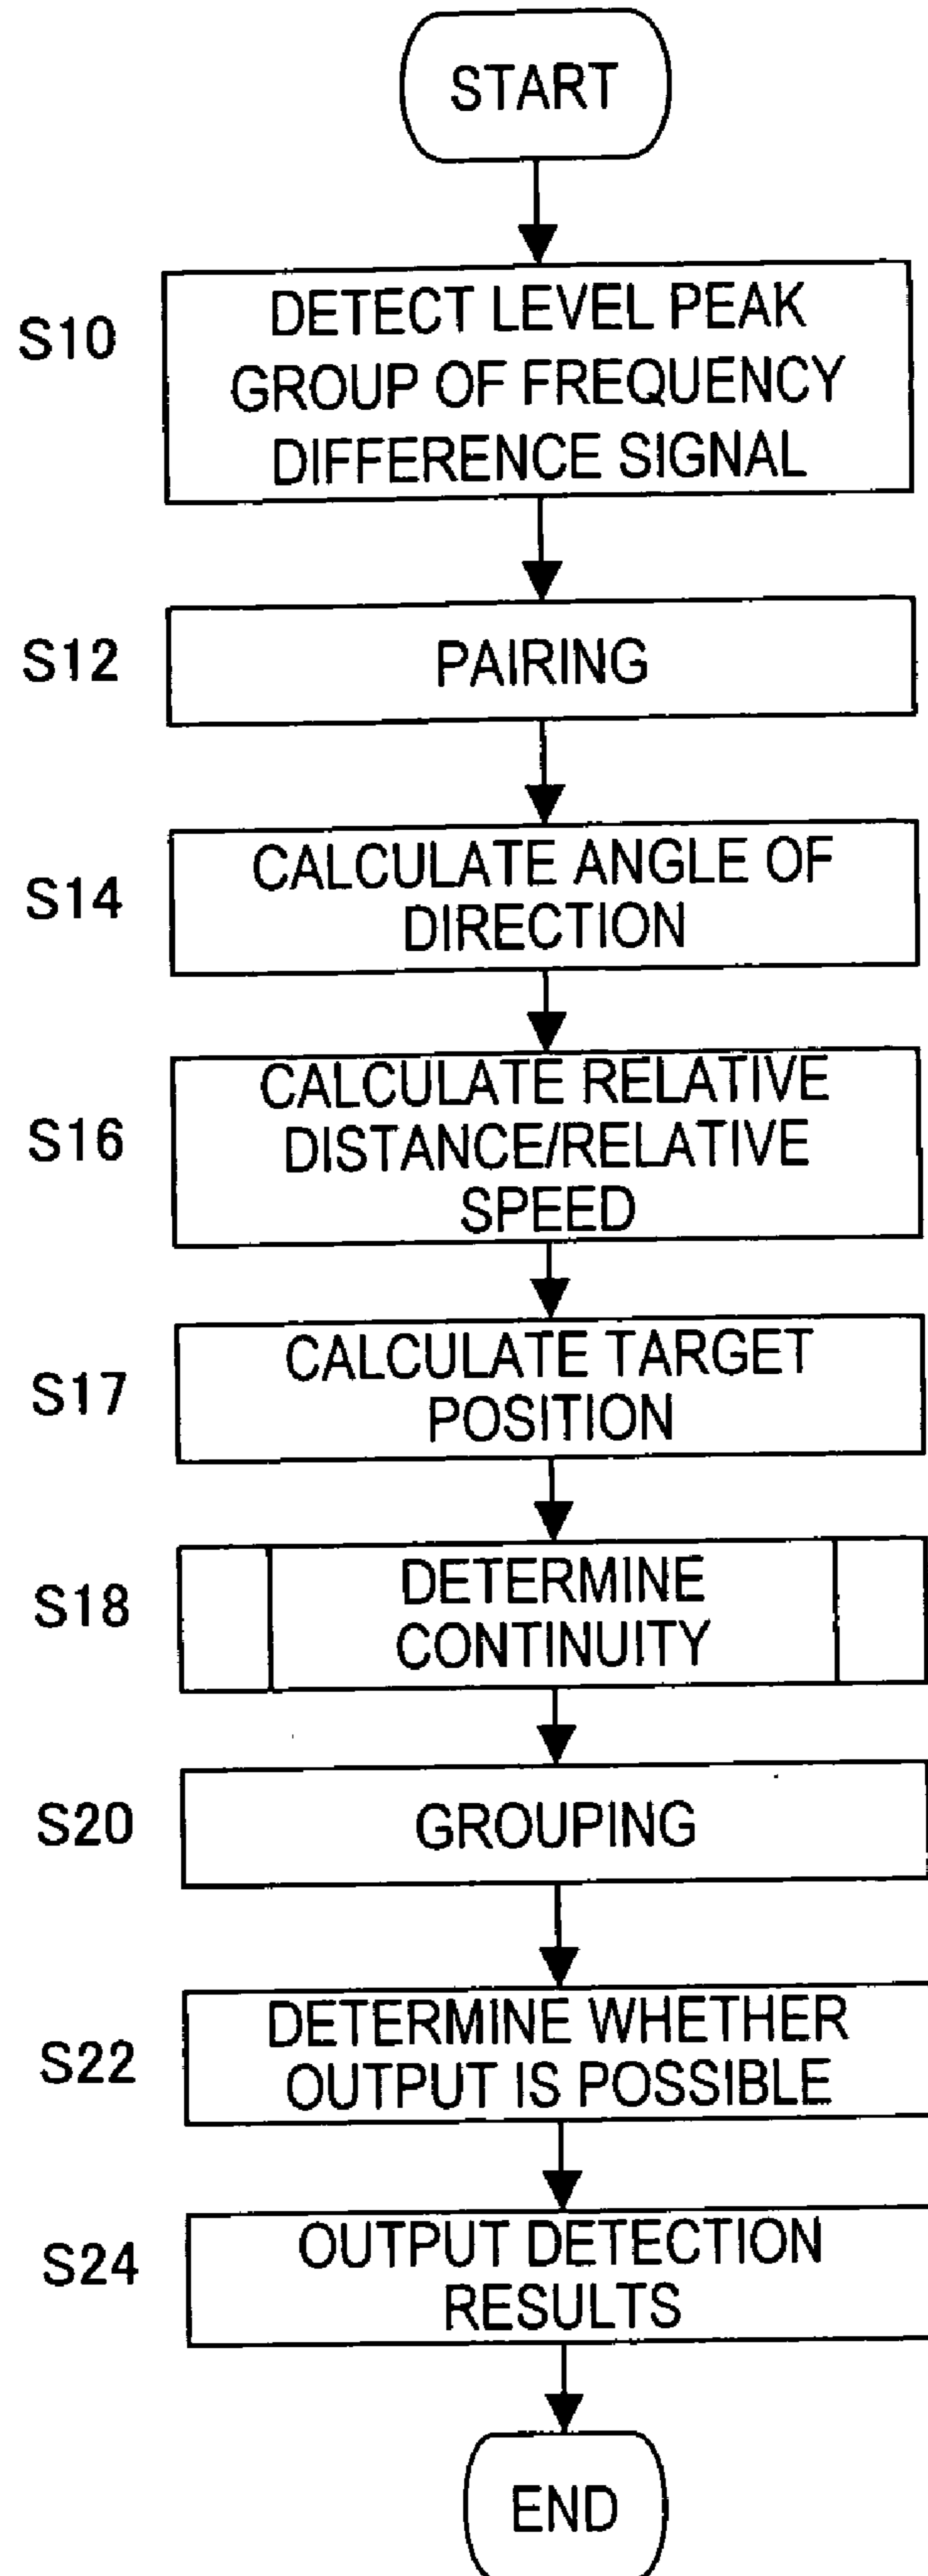 START
S10
DETECT LEVEL PEAK
GROUP OF FREQUENCY
DIFFERENCE SIGNAL
S12
PAIRING
S14
CALCULATE ANGLE OF
DIRECTION
S16
CALCULATE RELATIVE
DISTANCE/RELATIVE
SPEED
S17
CALCULATE TARGET
POSITION
S18
DETERMINE
CONTINUITY
S20
GROUPING
S22
DETERMINE WHETHER
OUTPUT IS POSSIBLE
S24
OUTPUT DETECTION
RESULTS
END